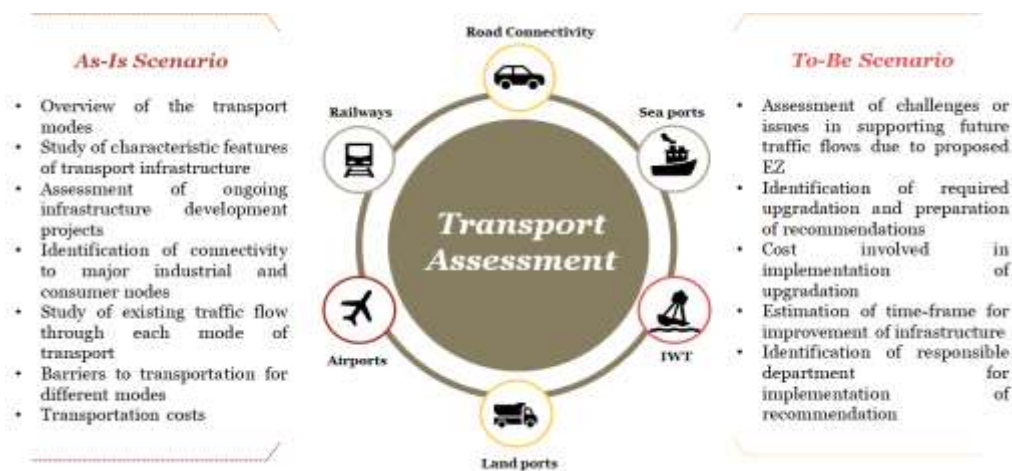 As-Is Scenario
• Overview of the transport
modes
• Study of characteristic features
of transport infrastructure
• Assessment of ongoing
infrastructure development
projects
• Identification of connectivity
to major industrial and
consumer nodes
• Study of existing traffic flow
through each mode of
transport
• Barriers to transportation for
different modes
• Transportation costs
Road Connectivity
Railways
Sea ports
Transport
Assessment
Airports
IWT
Land ports
To-Be Scenario
• Assessment of challenges or
issues in supporting future
traffic flows due to proposed
EZ
• Identification of required
upgradation and preparation
of recommendations
• Cost involved in
implementation of
upgradation
• Estimation of time-frame for
improvement of infrastructure
• Identification of responsible
department for
implementation of
recommendation